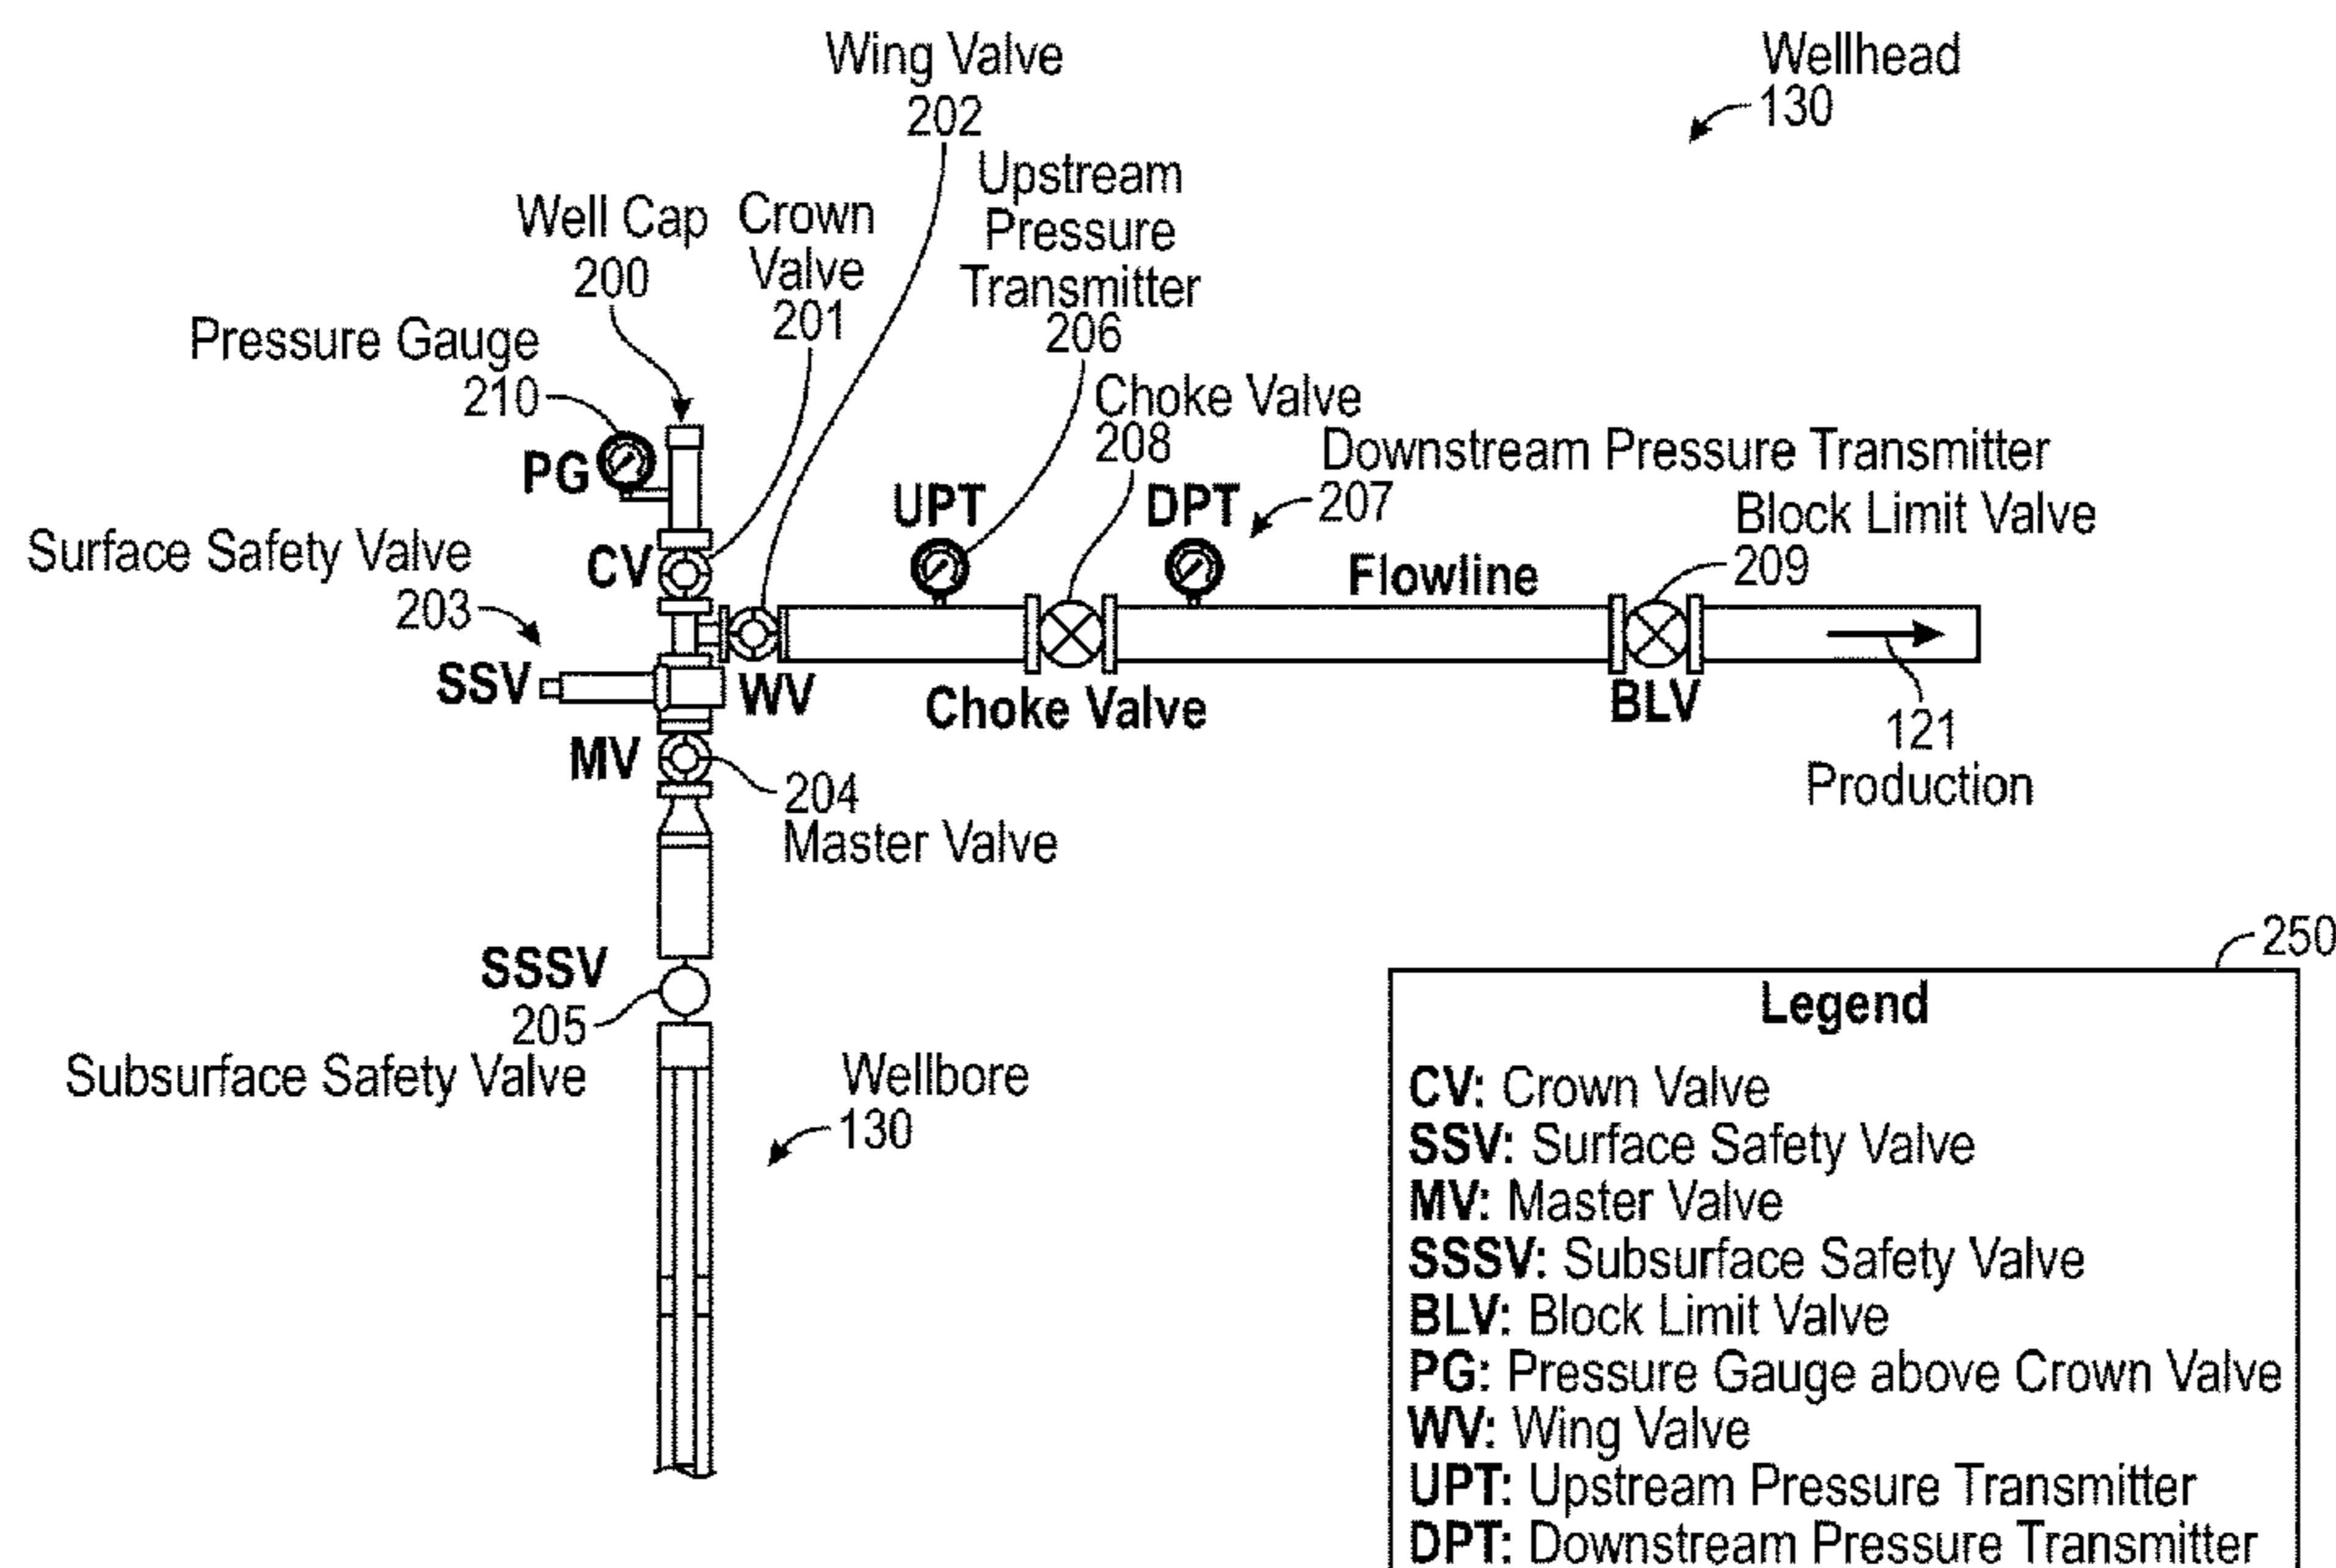 Wing Valve
202
Wellhead
130
Upstream
Pressure
Transmitter
206
Well Cap
200
Crown
Valve
201
Pressure Gauge
210
Choke Valve
208
Downstream Pressure Transmitter
207
PG
UPT
DPT
Block Limit Valve
209
Surface Safety Valve
203
CV
Flowline
SSV
WV
Choke Valve
BLV
121
Production
MV
204
Master Valve
SSSV
205
Subsurface Safety Valve
Wellbore
130
250
Legend
CV: Crown Valve
SSV: Surface Safety Valve
MV: Master Valve
SSSV: Subsurface Safety Valve
BLV: Block Limit Valve
PG: Pressure Gauge above Crown Valve
WV: Wing Valve
UPT: Upstream Pressure Transmitter
DPT: Downstream Pressure Transmitter